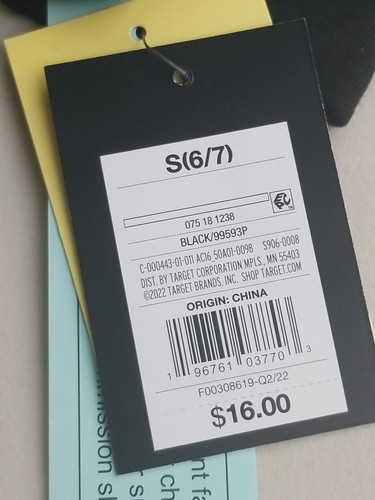 S(6/7)
075 18 1238
BLACK/99593P
C-000443-01-011 AC16 50A01-0098 S906-0008
DIST. BY TARGET CORPORATION MPLS., MN 55403
©2022 TARGET BRANDS, INC. SHOP TARGET.COM
ORIGIN: CHINA
1 96761 03770 3
F00308619-Q2/22
$16.00